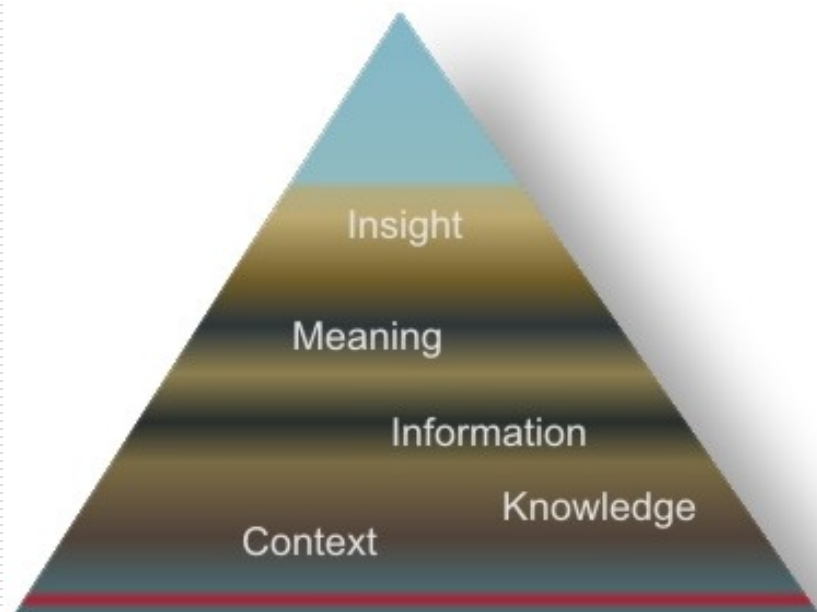 Insight
Meaning
Information
Knowledge
Context